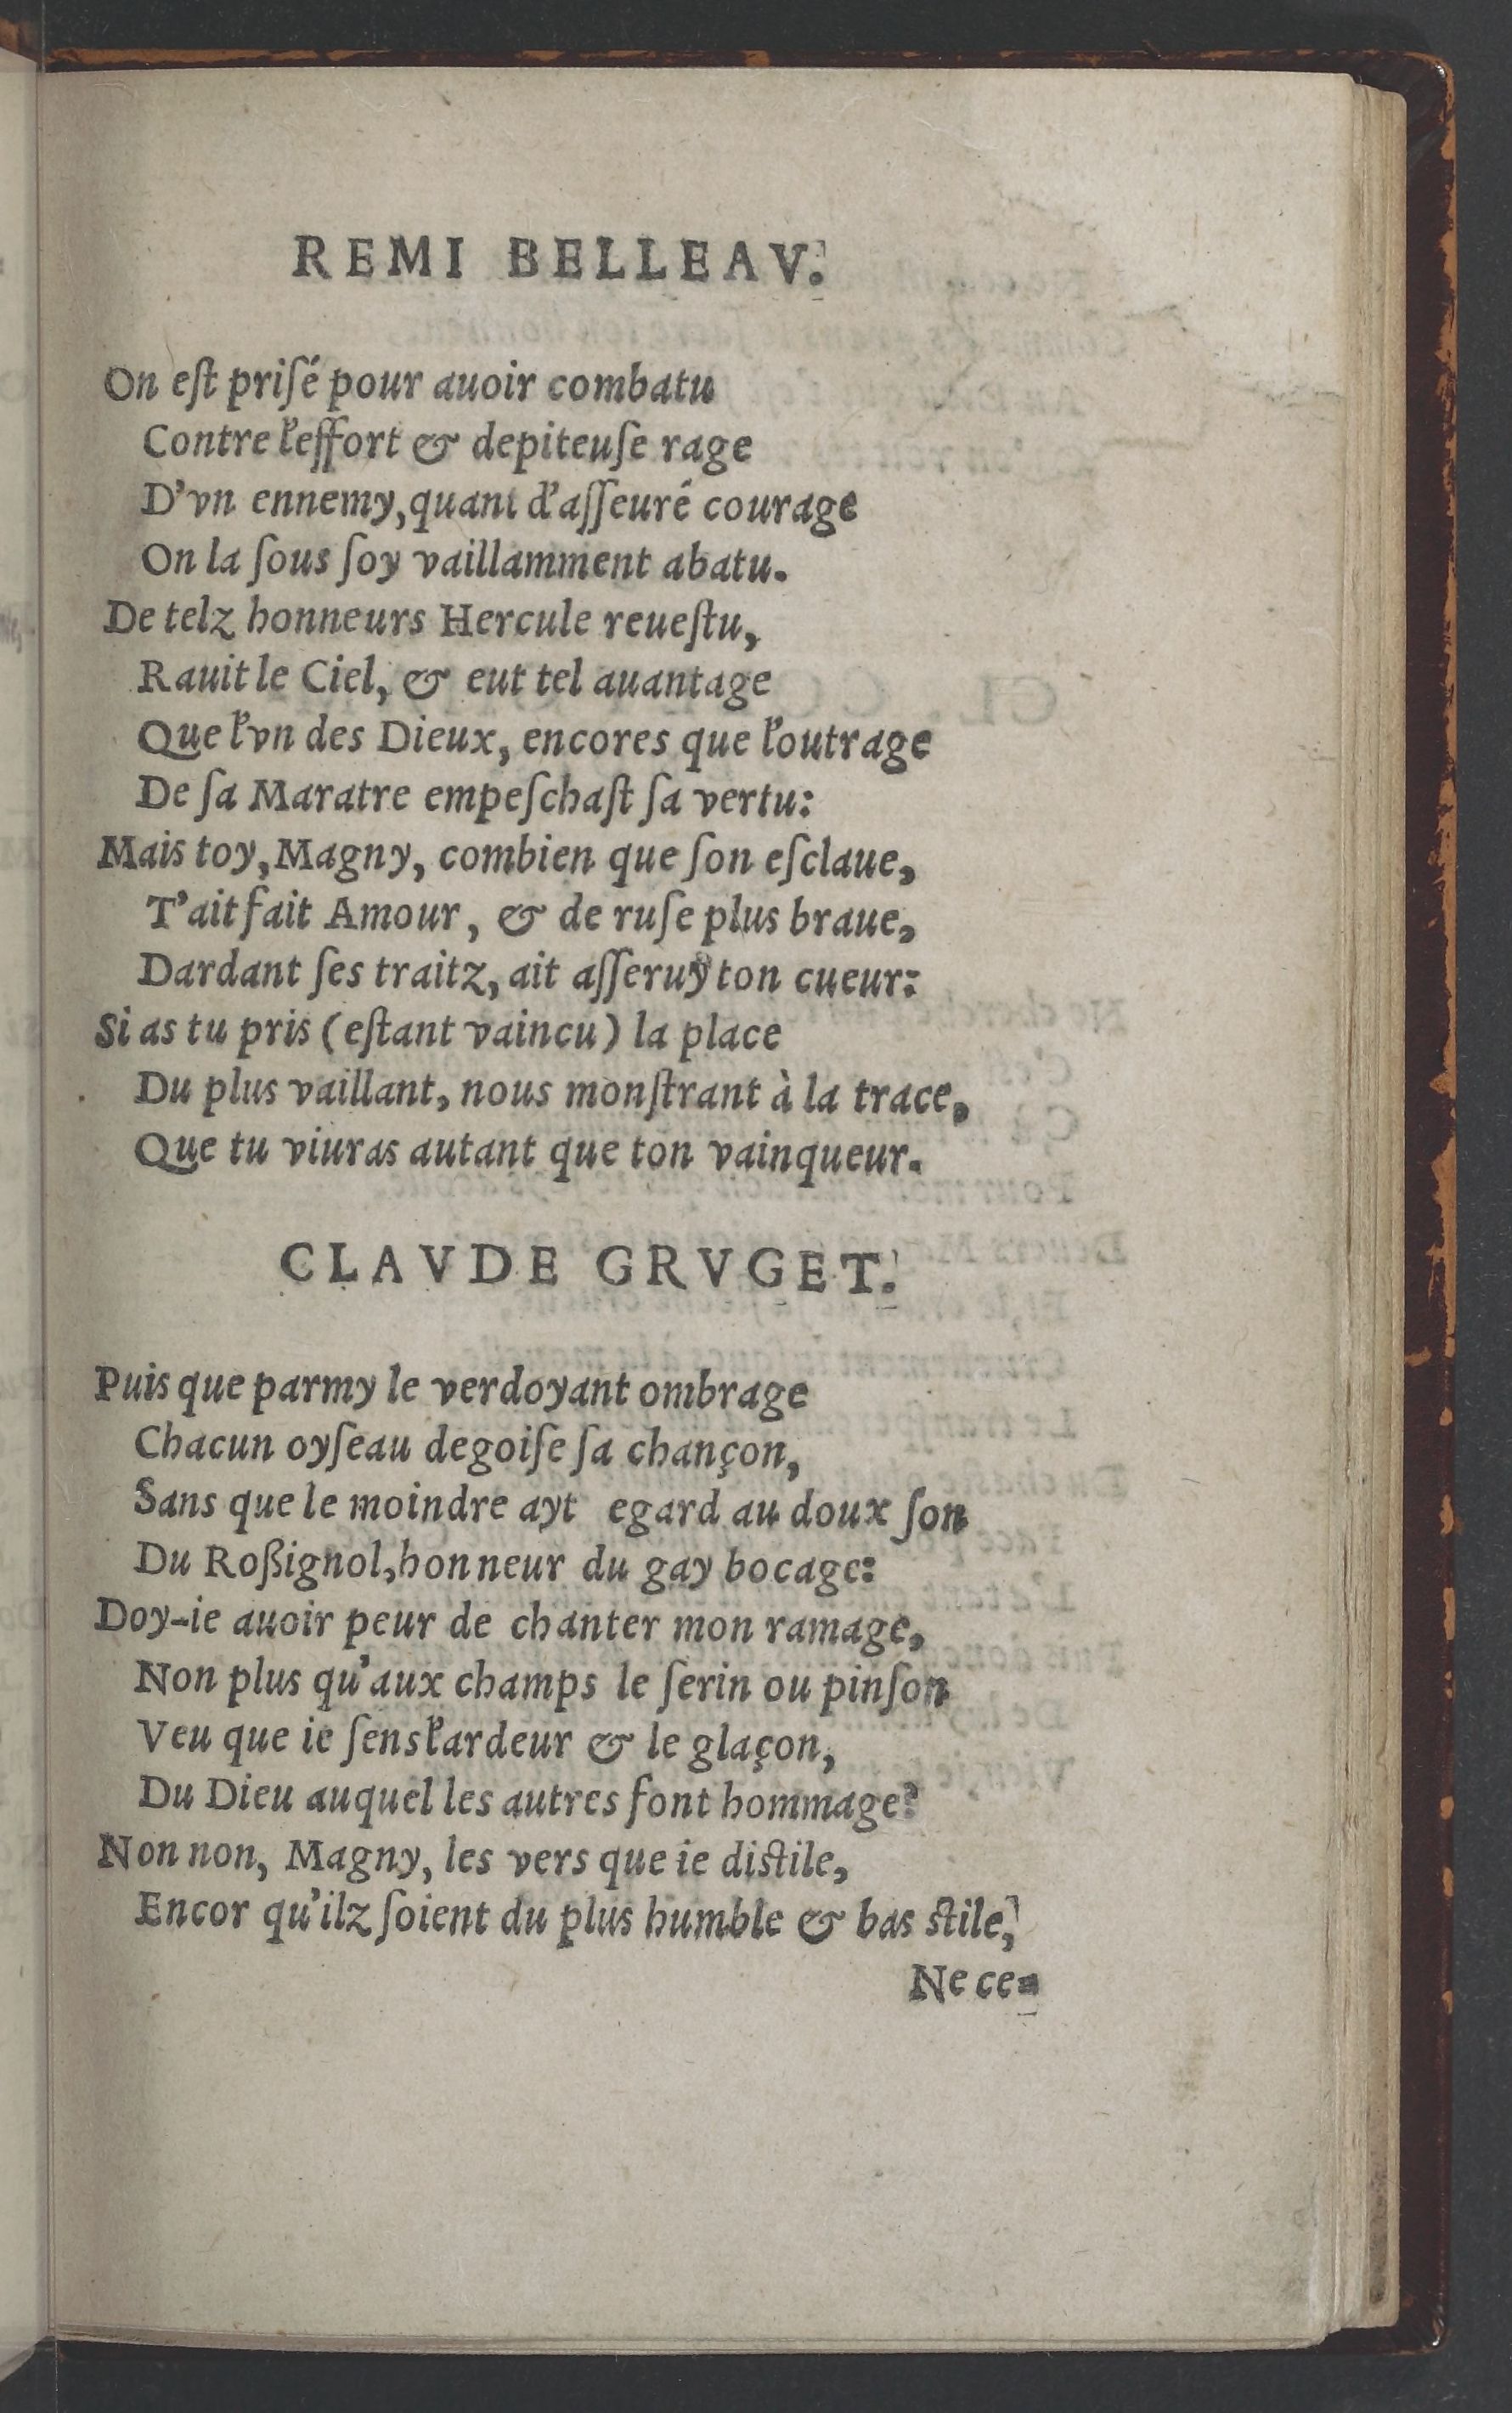 REMI BELLEAV.
On eſt priſé pour auoir combatu
Contre l'effort & depiteuſe rage
D'vn ennemy, quant d'aſſeuré courage
On la ſous ſoy vaillamment abatu.
De telz honneurs Hercule reueſtu,
Rauit le Ciel, & eut tel auantage
Que l'vn des Dieux, encores que l'outrage
De ſa Maratre empeſchaſt ſa vertu:
Mais toy, Magny, combien que ſon eſclaue,
T'ait fait Amour, & de ruſe plus braue,
Dardant ſes traitz, ait aſſeruy ton cueur:
Si as tu pris (eſtant vaincu) la place
Du plus vaillant, nous monſtrant à la trace,
Que tu viuras autant que ton vainqueur.
CLAVDE GRVGET.
Puis que parmy le verdoyant ombrage
Chacun oyſeau degoiſe ſa chançon,
Sans que le moindre ayt egard au doux ſon
Du Roßignol, honneur du gay bocage:
Doy-ie auoir peur de chanter mon ramage,
Non plus qu'aux champs le ſerin ou pinſon
Veu que ie ſens l'ardeur & le glaçon,
Du Dieu auquel les autres font hommage?
Non non, Magny, les vers que ie diſtile,
Encor qu'ilz ſoient du plus humble & bas ſtile,
Ne ce-